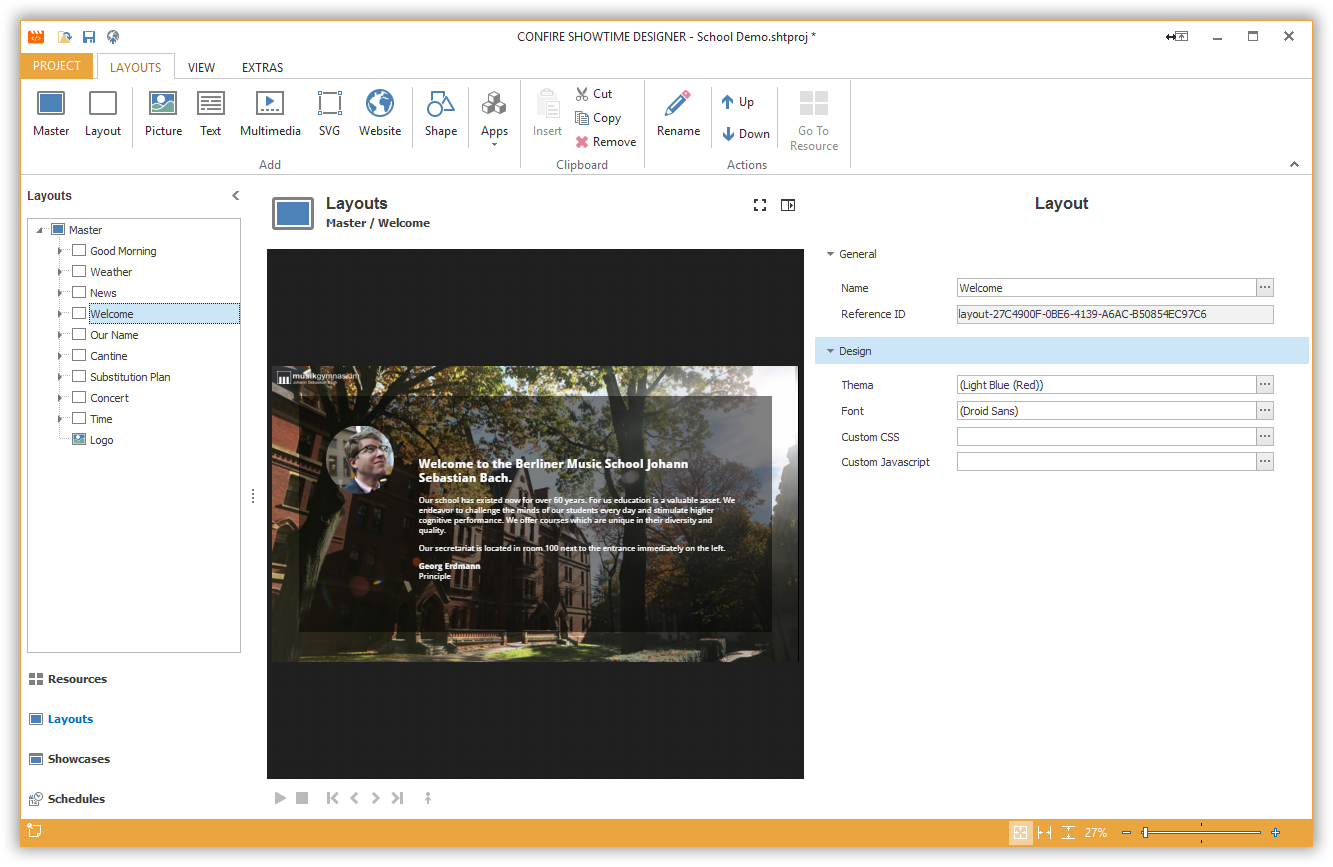 CONFIRE SHOWTIME DESIGNER - School Demo.shtproj *
PROJECT
LAYOUTS
VIEW
EXTRAS
Master
Layout
Picture
Text
Multimedia
SVG
Website
Shape
Apps
Add
Insert
Cut
Copy
Remove
Clipboard
Rename
Up
Down
Actions
Go To
Resource
Layouts
Master
Good Morning
Weather
News
Welcome
Our Name
Cantine
Substitution Plan
Concert
Time
Logo
Resources
Layouts
Showcases
Schedules
Layouts
Master / Welcome
musikgymnasium
Johann Sebastian Bach
Welcome to the Berliner Music School Johann
Sebastian Bach.
Our school has existed now for over 60 years. For us education is a valuable asset. We
endeavor to challenge the minds of our students every day and stimulate higher
cognitive performance. We offer courses which are unique in their diversity and
quality.
Our secretariat is located in room 100 next to the entrance immediately on the left.
Georg Erdmann
Principle
Layout
General
Name
Welcome
Reference ID
layout-27C4900F-0BE6-4139-A6AC-B50854EC97C6
Design
Thema
(Light Blue (Red))
Font
(Droid Sans)
Custom CSS
Custom Javascript
27%